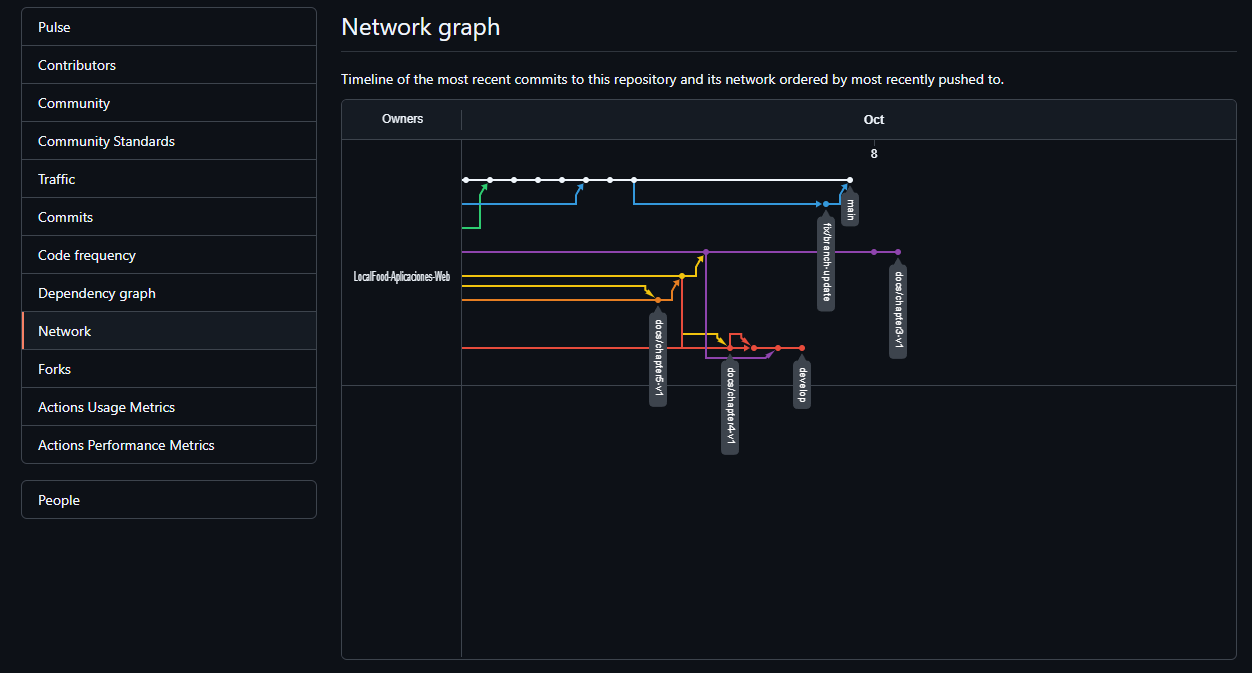 Pulse
Contributors
Community
Community Standards
Traffic
Commits
Code frequency
Dependency graph
Network
Forks
Actions Usage Metrics
Actions Performance Metrics
People
Network graph
Timeline of the most recent commits to this repository and its network ordered by most recently pushed to.
Owners
Oct
8
LocalFood-Aplicaciones-Web
main
fix/branch-update
docs/chapter3-v1
docs/chapter5-v1
docs/chapter4-v1
develop